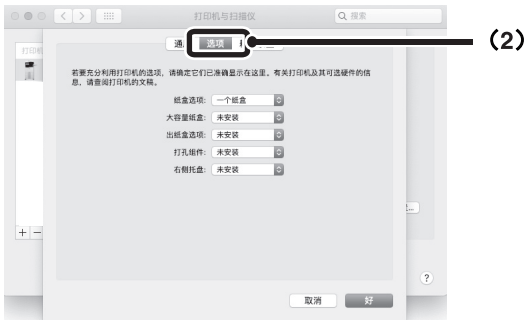 打印机与扫描仪
搜索
打印机
通
选项
(2)
若要充分利用打印机的选项，请确定它们已准确显示在这里。有关打印机及其可选硬件的信
息，请查阅打印机的文稿。
纸盒选项: 一个纸盒
大容量纸盒: 未安装
出纸盒选项: 未安装
打孔组件: 未安装
右侧托盘: 未安装
+ −
?
取消 好